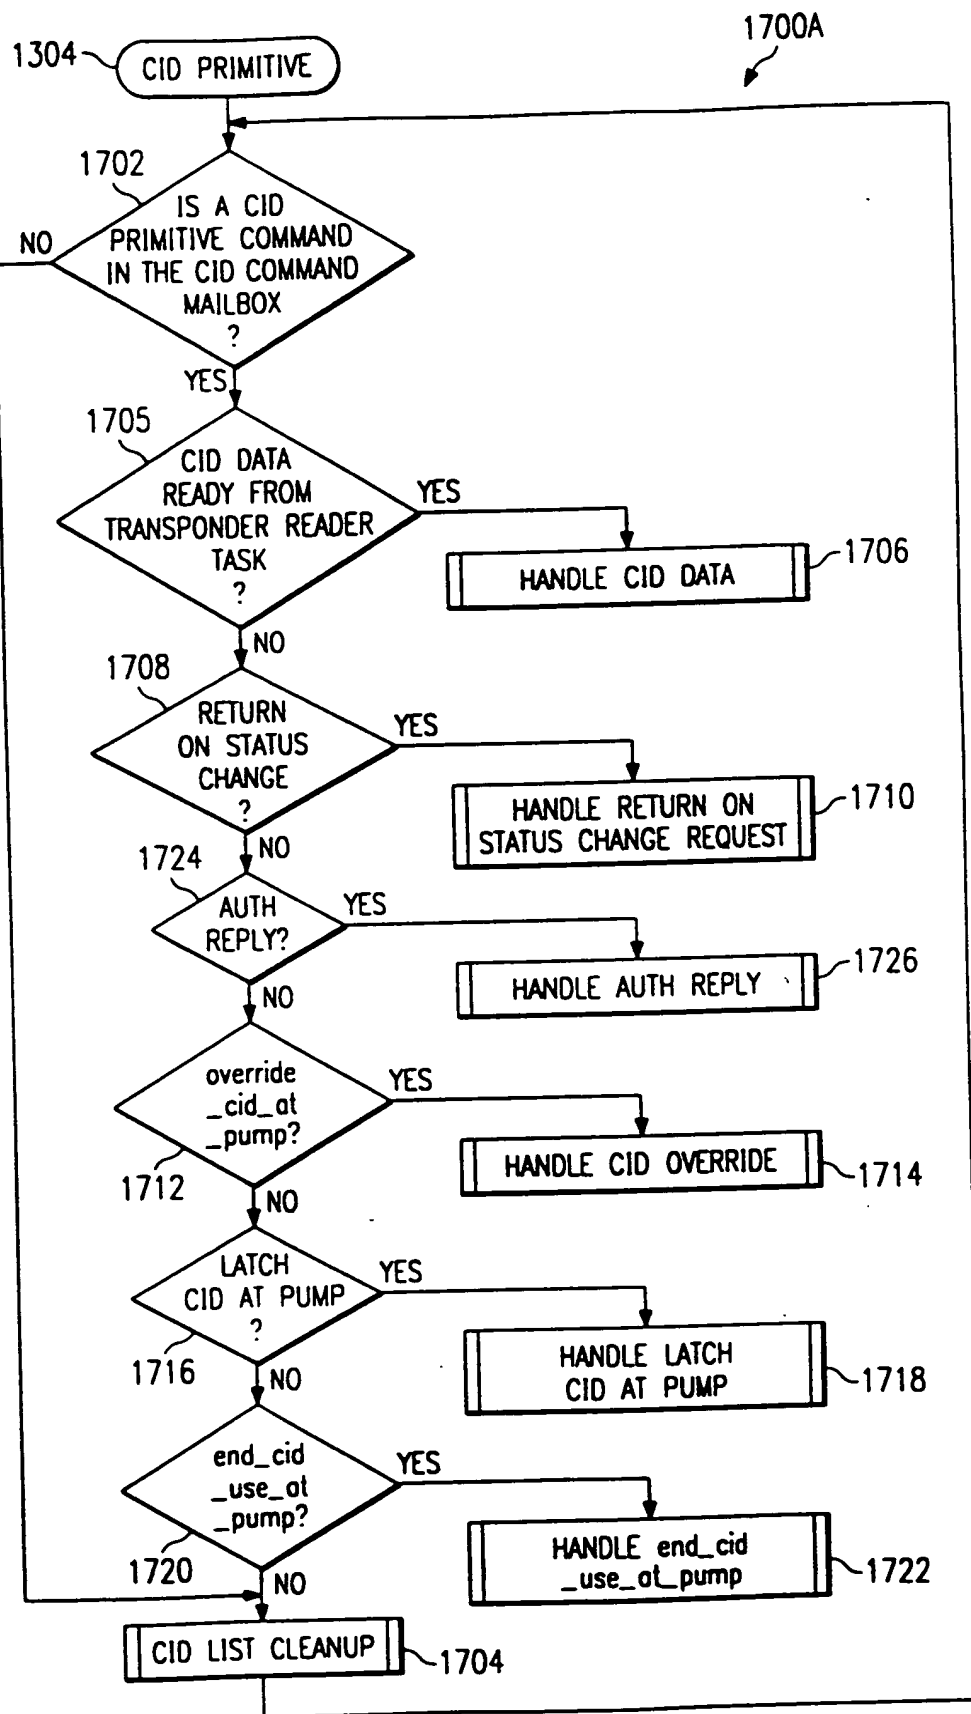 1700A
1304
CID PRIMITIVE
1702
IS A CID
PRIMITIVE COMMAND
IN THE CID COMMAND
MAILBOX
?
NO
YES
1705
CID DATA
READY FROM
TRANSPONDER READER
TASK
?
YES
HANDLE CID DATA
1706
NO
1708
RETURN
ON STATUS
CHANGE
?
YES
HANDLE RETURN ON
STATUS CHANGE REQUEST
1710
NO
1724
AUTH
REPLY?
YES
HANDLE AUTH REPLY
1726
NO
override
_cid_at
_pump?
1712
YES
HANDLE CID OVERRIDE
1714
NO
LATCH
CID AT PUMP
?
1716
YES
HANDLE LATCH
CID AT PUMP
1718
NO
end_cid
_use_at
_pump?
1720
YES
HANDLE end_cid
_use_at_pump
1722
NO
CID LIST CLEANUP
1704